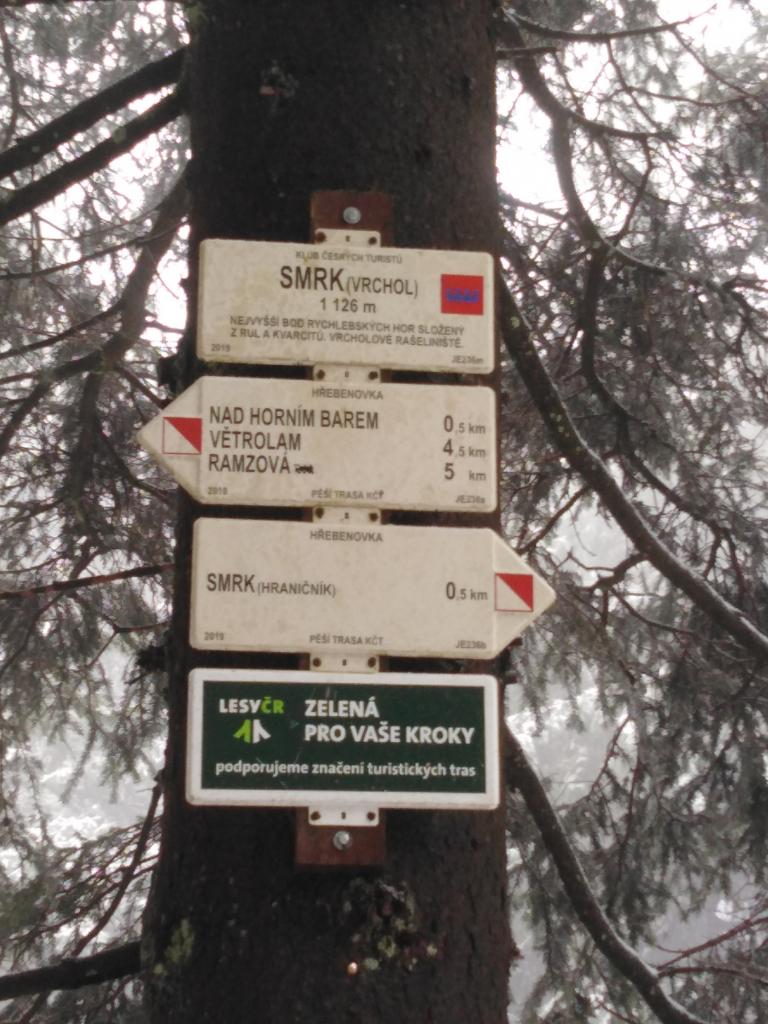 KLUB ČESKÝCH TURISTŮ
SMRK (VRCHOL)
1 126 m
NEJVYŠŠÍ BOD RYCHLEBSKÝCH HOR SLOŽENÝ
Z RUL A KVARCITŮ. VRCHOLOVÉ RAŠELINIŠTĚ.
2019 JE236m
HŘEBENOVKA
NAD HORNÍM BAREM 0,5 km
VĚTROLAM 4,5 km
RAMZOVÁ 5 km
2019 PĚŠÍ TRASA KČT JE236a
HŘEBENOVKA
SMRK (HRANIČNÍK) 0,5 km
2019 PĚŠÍ TRASA KČT JE236b
LESY ČR ZELENÁ
PRO VAŠE KROKY
podporujeme značení turistických tras